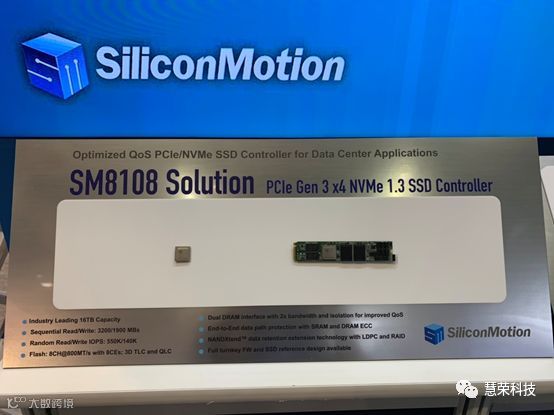 SiliconMotion
Optimized QoS PCIe/NVMe SSD Controller for Data Center Applications
SM8108 Solution PCIe Gen 3 x4 NVMe 1.3 SSD Controller
Industry Leading 16TB Capacity
Sequential Read/Write: 3200/1900 MBs
Random Read/Write IOPS: 550K/140K
Flash: 8CH@800MT/s with 8CEs; 3D TLC and QLC
Dual DRAM interface with 2x bandwidth and isolation for improved QoS
End-to-End data path protection with SRAM and DRAM ECC
NANDXtend™ data retention extension technology with LDPC and RAID
Full turnkey FW and SSD reference design available
SiliconMotion
慧荣科技
大数跨境